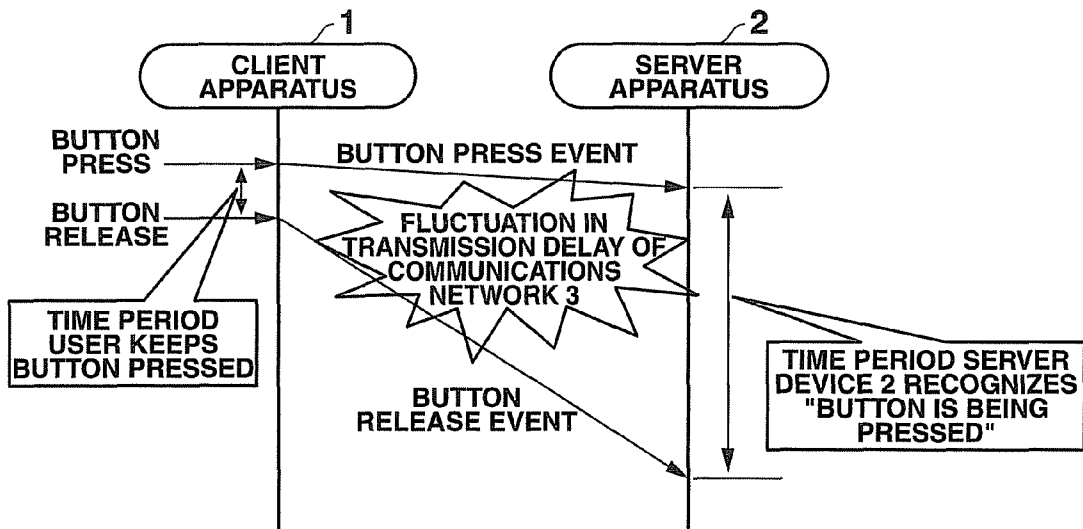 1
CLIENT
APPARATUS
2
SERVER
APPARATUS
BUTTON
PRESS
BUTTON PRESS EVENT
BUTTON
RELEASE
FLUCTUATION IN
TRANSMISSION DELAY OF
COMMUNICATIONS
NETWORK 3
TIME PERIOD
USER KEEPS
BUTTON PRESSED
BUTTON
RELEASE EVENT
TIME PERIOD SERVER
DEVICE 2 RECOGNIZES
"BUTTON IS BEING
PRESSED"